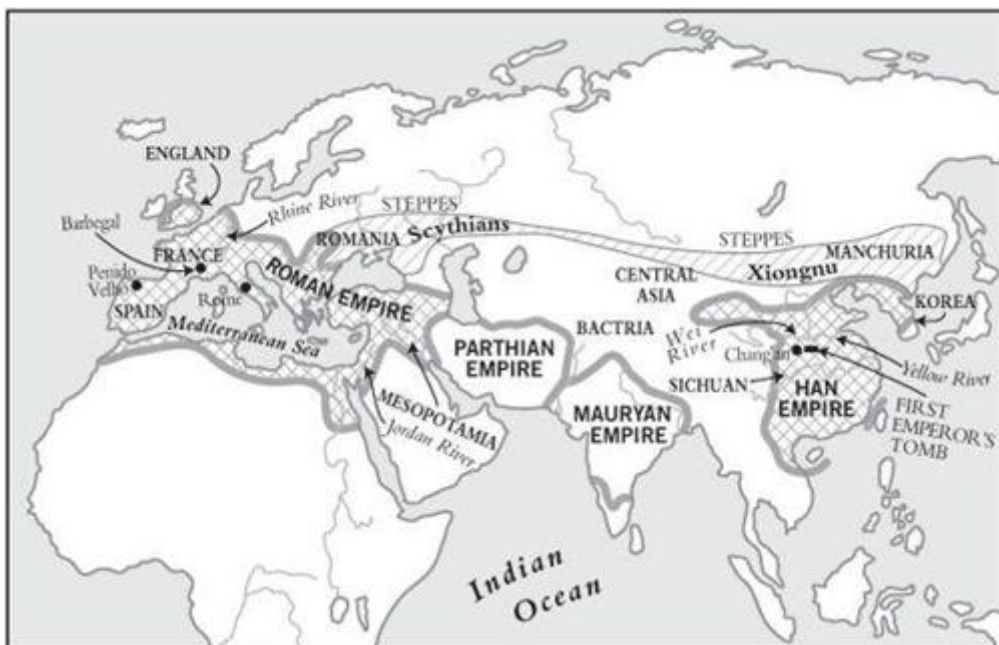 ENGLAND
Rhine River
Barbegal
STEPPES
ROMANIA
Scythians
STEPPES
MANCHURIA
FRANCE
Xiongnu
Penido
Velho
ROMAN EMPIRE
CENTRAL
ASIA
Rome
SPAIN
KOREA
Mediterranean Sea
BACTRIA
Wei
River
PARTHIAN
EMPIRE
Chang'an
Yellow River
SICHUAN
HAN
EMPIRE
MESOPOTAMIA
MAURYAN
EMPIRE
FIRST
EMPEROR'S
TOMB
Jordan River
Indian
Ocean